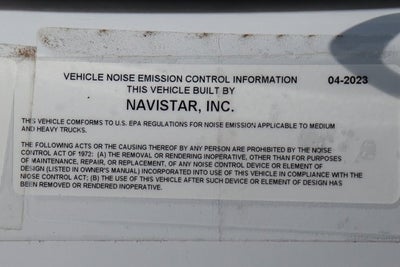 VEHICLE NOISE EMISSION CONTROL INFORMATION 04-2023
THIS VEHICLE BUILT BY
NAVISTAR, INC.
THIS VEHICLE COMFORMS TO U.S. EPA REGULATIONS FOR NOISE EMISSION APPLICABLE TO MEDIUM
AND HEAVY TRUCKS.
THE FOLLOWING ACTS OR THE CAUSING THEREOF BY ANY PERSON ARE PROHIBITED BY THE NOISE
CONTROL ACT OF 1972: (A) THE REMOVAL OR RENDERING INOPERATIVE, OTHER THAN FOR PURPOSES
OF MAINTENANCE, REPAIR, OR REPLACEMENT, OF ANY NOISE CONTROL DEVICE OR ELEMENT OF
DESIGN (LISTED IN OWNER'S MANUAL) INCORPORATED INTO USE OF THIS VEHICLE IN COMPLIANCE WITH THE
NIOSE CONTROL ACT; (B) THE USE OF THIS VEHICLE AFTER SUCH DEVICE OR ELEMENT OF DESIGN HAS
BEEN REMOVED OR RENDERED INOPERATIVE.